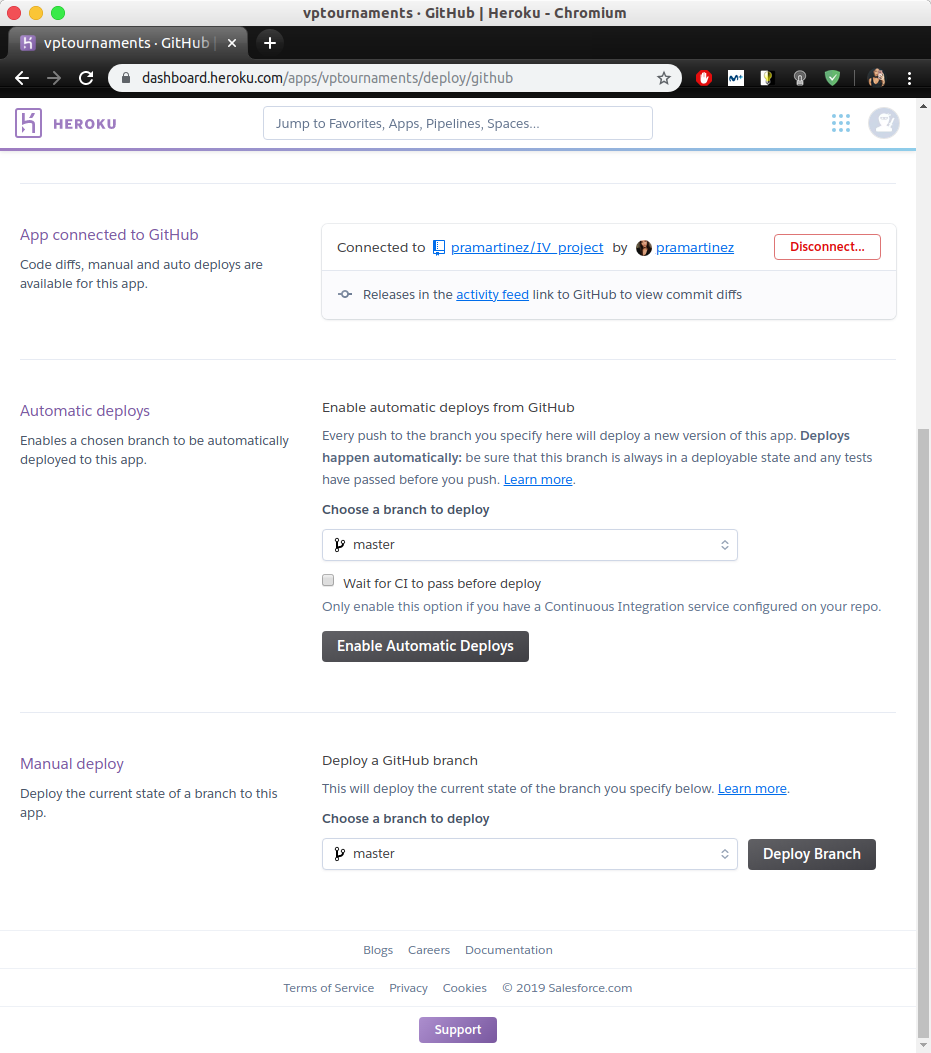 vptournaments · GitHub | Heroku - Chromium
vptournaments · GitHub |
dashboard.heroku.com/apps/vptournaments/deploy/github
HEROKU
Jump to Favorites, Apps, Pipelines, Spaces...
App connected to GitHub
Code diffs, manual and auto deploys are
available for this app.
Connected to pramartinez/IV_project by pramartinez
Disconnect...
Releases in the activity feed link to GitHub to view commit diffs
Automatic deploys
Enables a chosen branch to be automatically
deployed to this app.
Enable automatic deploys from GitHub
Every push to the branch you specify here will deploy a new version of this app. Deploys
happen automatically: be sure that this branch is always in a deployable state and any tests
have passed before you push. Learn more.
Choose a branch to deploy
master
Wait for CI to pass before deploy
Only enable this option if you have a Continuous Integration service configured on your repo.
Enable Automatic Deploys
Manual deploy
Deploy the current state of a branch to this
app.
Deploy a GitHub branch
This will deploy the current state of the branch you specify below. Learn more.
Choose a branch to deploy
master
Deploy Branch
Blogs Careers Documentation
Terms of Service Privacy Cookies © 2019 Salesforce.com
Support